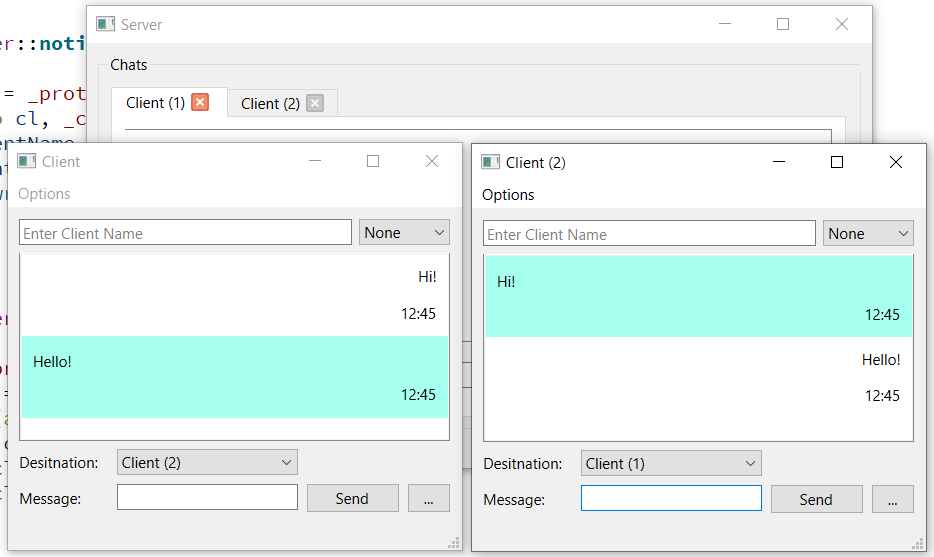 Server
er::noti
Chats
= _prot
Client (1)
Client (2)
cl, _c
Client
Options
Enter Client Name
None
Hi!
12:45
Hello!
12:45
Desitnation:
Client (2)
Message:
Send
...
Client (2)
Options
Enter Client Name
None
Hi!
12:45
Hello!
12:45
Desitnation:
Client (1)
Message:
Send
...